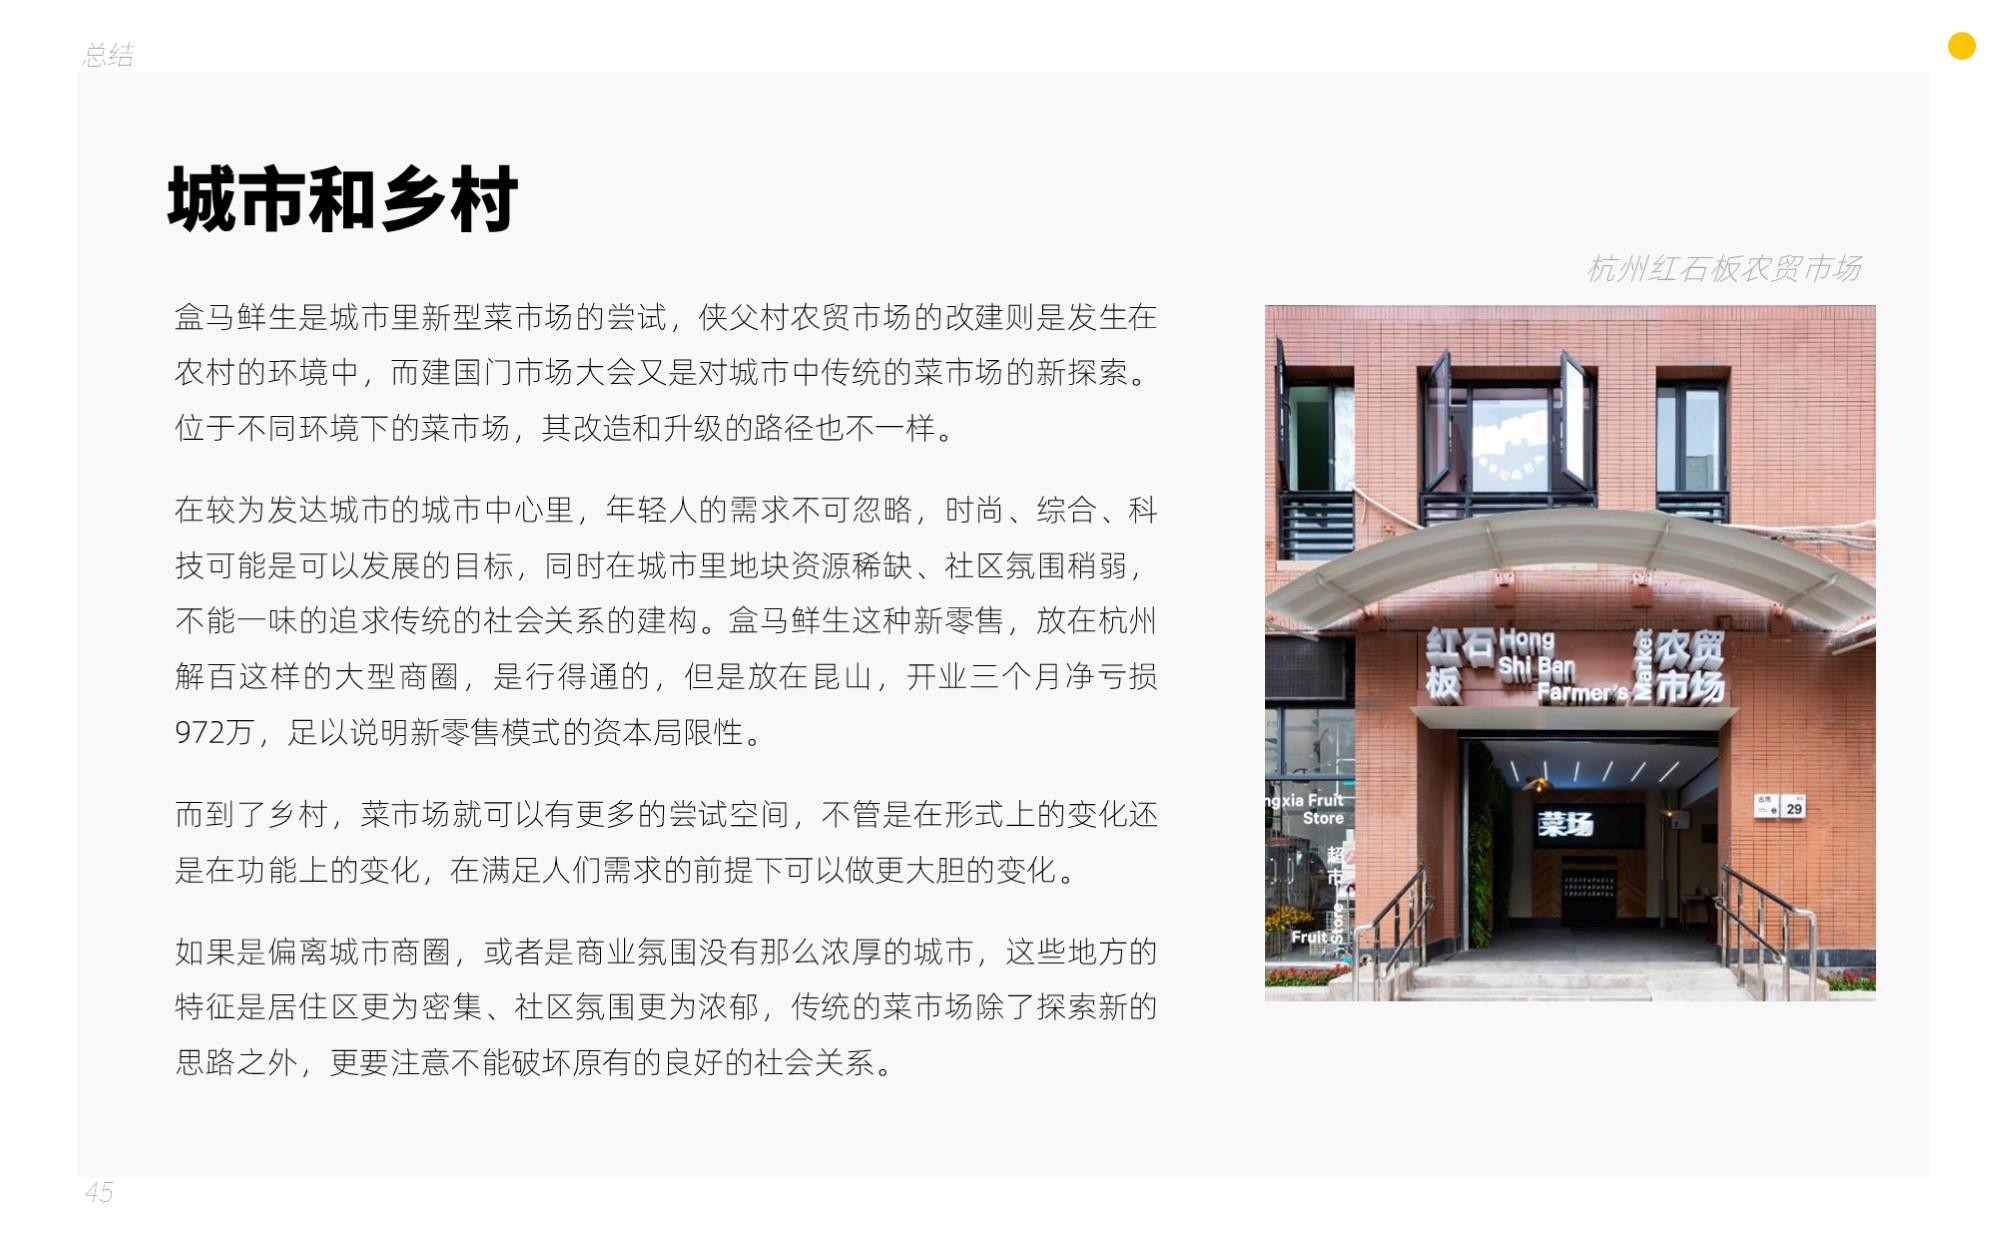 总结
城市和乡村
杭州红石板农贸市场
盒马鲜生是城市里新型菜市场的尝试，侠父村农贸市场的改建则是发生在
农村的环境中，而建国门市场大会又是对城市中传统的菜市场的新探索。
位于不同环境下的菜市场，其改造和升级的路径也不一样。
在较为发达城市的城市中心里，年轻人的需求不可忽略，时尚、综合、科
技可能是可以发展的目标，同时在城市里地块资源稀缺、社区氛围稍弱，
不能一味的追求传统的社会关系的建构。盒马鲜生这种新零售，放在杭州
解百这样的大型商圈，是行得通的，但是放在昆山，开业三个月净亏损
972万，足以说明新零售模式的资本局限性。
而到了乡村，菜市场就可以有更多的尝试空间，不管是在形式上的变化还
是在功能上的变化，在满足人们需求的前提下可以做更大胆的变化。
如果是偏离城市商圈，或者是商业氛围没有那么浓厚的城市，这些地方的
特征是居住区更为密集、社区氛围更为浓郁，传统的菜市场除了探索新的
思路之外，更要注意不能破坏原有的良好的社会关系。
红石板
Hong
Shi Ban
Farmer's
Market
农贸市场
菜场
29
ngxia Fruit
Store
超市
Fruit
Store
45